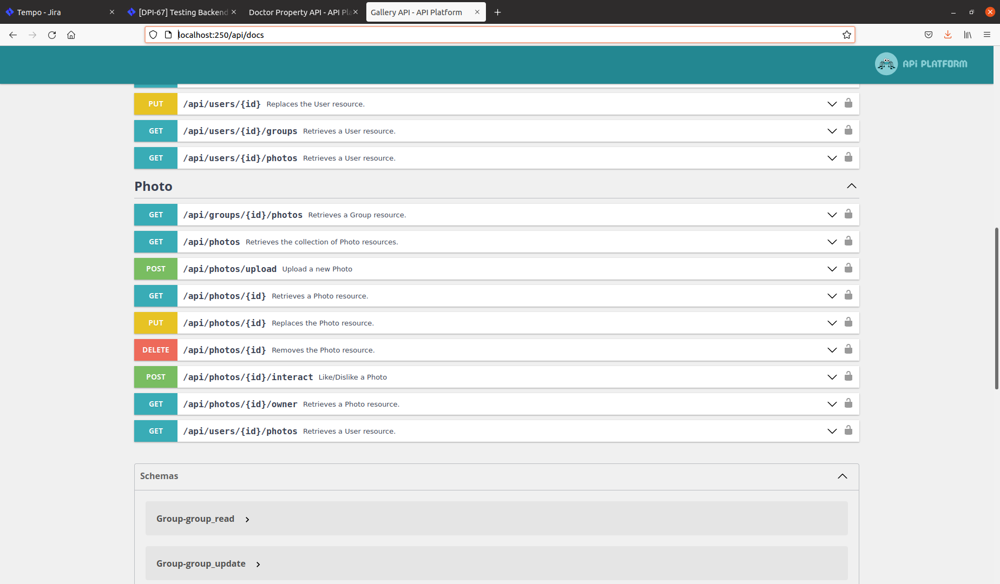 Tempo - Jira
[DPI-67] Testing Backend
Doctor Property API - API Pla
Gallery API - API Platform
localhost:250/api/docs
API PLATFORM
PUT /api/users/{id} Replaces the User resource.
GET /api/users/{id}/groups Retrieves a User resource.
GET /api/users/{id}/photos Retrieves a User resource.
Photo
GET /api/groups/{id}/photos Retrieves a Group resource.
GET /api/photos Retrieves the collection of Photo resources.
POST /api/photos/upload Upload a new Photo
GET /api/photos/{id} Retrieves a Photo resource.
PUT /api/photos/{id} Replaces the Photo resource.
DELETE /api/photos/{id} Removes the Photo resource.
POST /api/photos/{id}/interact Like/Dislike a Photo
GET /api/photos/{id}/owner Retrieves a Photo resource.
GET /api/users/{id}/photos Retrieves a User resource.
Schemas
Group-group_read
Group-group_update